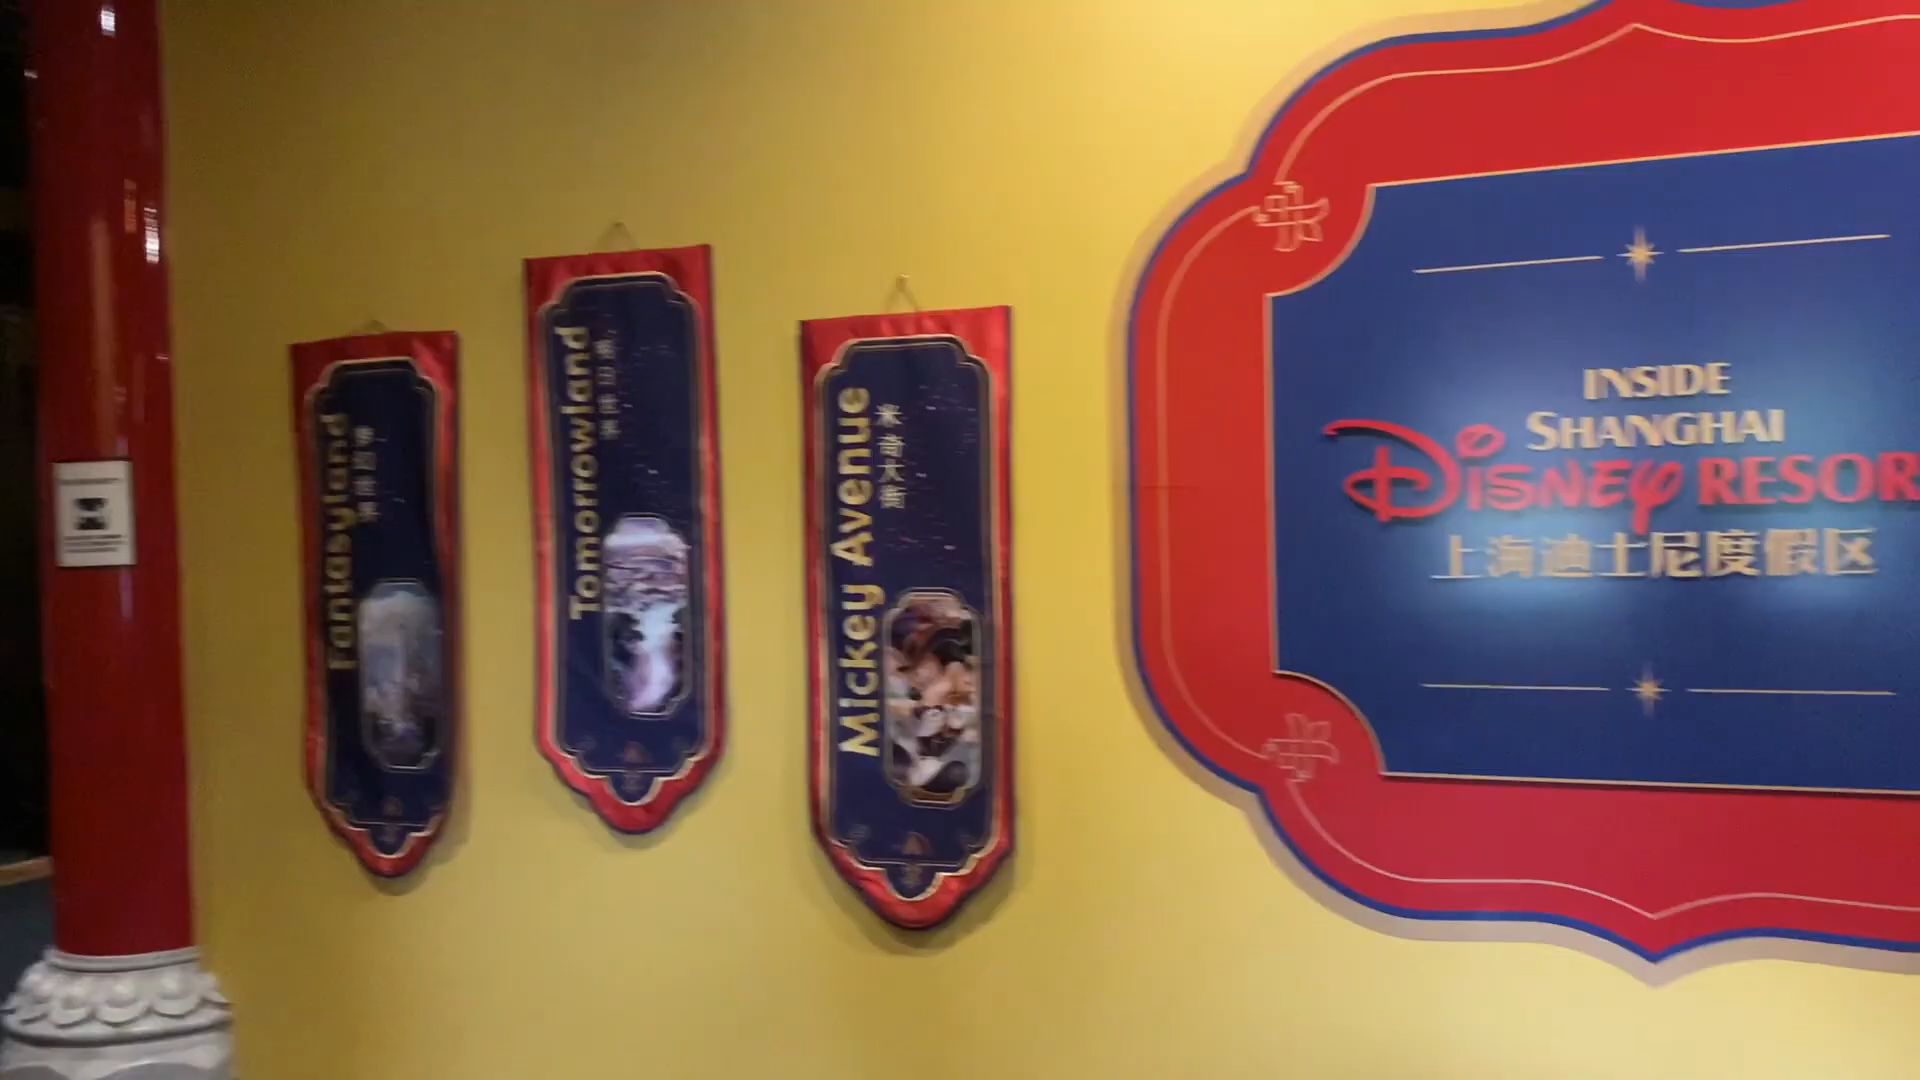 Fantasyland
梦幻世界
Tomorrowland
明日世界
Mickey Avenue
米奇大街
INSIDE
SHANGHAI
DISNEY RESOR
上海迪士尼度假区